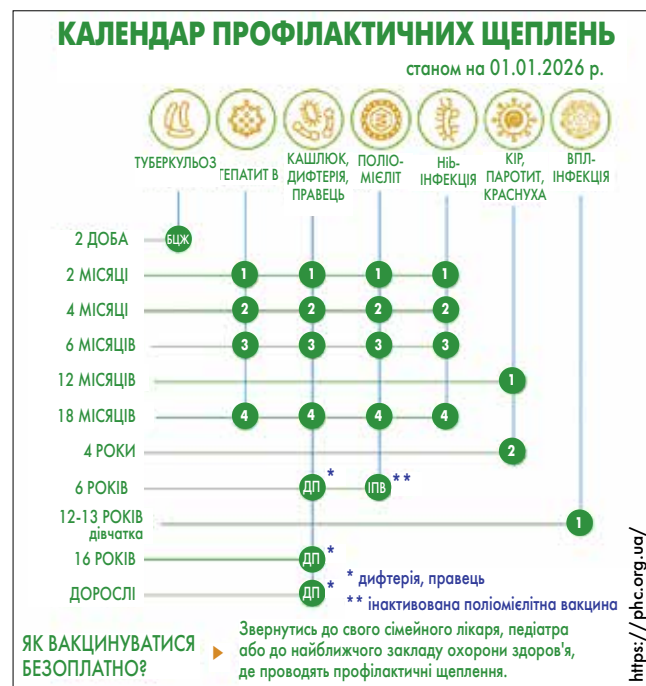 КАЛЕНДАР ПРОФІЛАКТИЧНИХ ЩЕПЛЕНЬ
станом на 01.01.2026 р.
ТУБЕРКУЛЬОЗ
ГЕПАТИТ В
КАШЛЮК,
ДИФТЕРІЯ,
ПРАВЕЦЬ
ПОЛІО-
МІЄЛІТ
Ніb-
ІНФЕКЦІЯ
КІР,
ПАРОТИТ,
КРАСНУХА
ВПЛ-
ІНФЕКЦІЯ
2 ДОБА БЦЖ
2 МІСЯЦІ 1 1 1 1
4 МІСЯЦІ 2 2 2 2
6 МІСЯЦІВ 3 3 3 3
12 МІСЯЦІВ 1
18 МІСЯЦІВ 4 4 4 4
4 РОКИ 2
6 РОКІВ ДП * ІПВ **
12-13 РОКІВ 1
дівчатка
16 РОКІВ ДП *
ДОРОСЛІ ДП *
* дифтерія, правець
** інактивована поліомієлітна вакцина
ЯК ВАКЦИНУВАТИСЯ
БЕЗОПЛАТНО?
Звернутись до свого сімейного лікаря, педіатра
або до найближчого закладу охорони здоров'я,
де проводять профілактичні щеплення.
https://phc.org.ua/